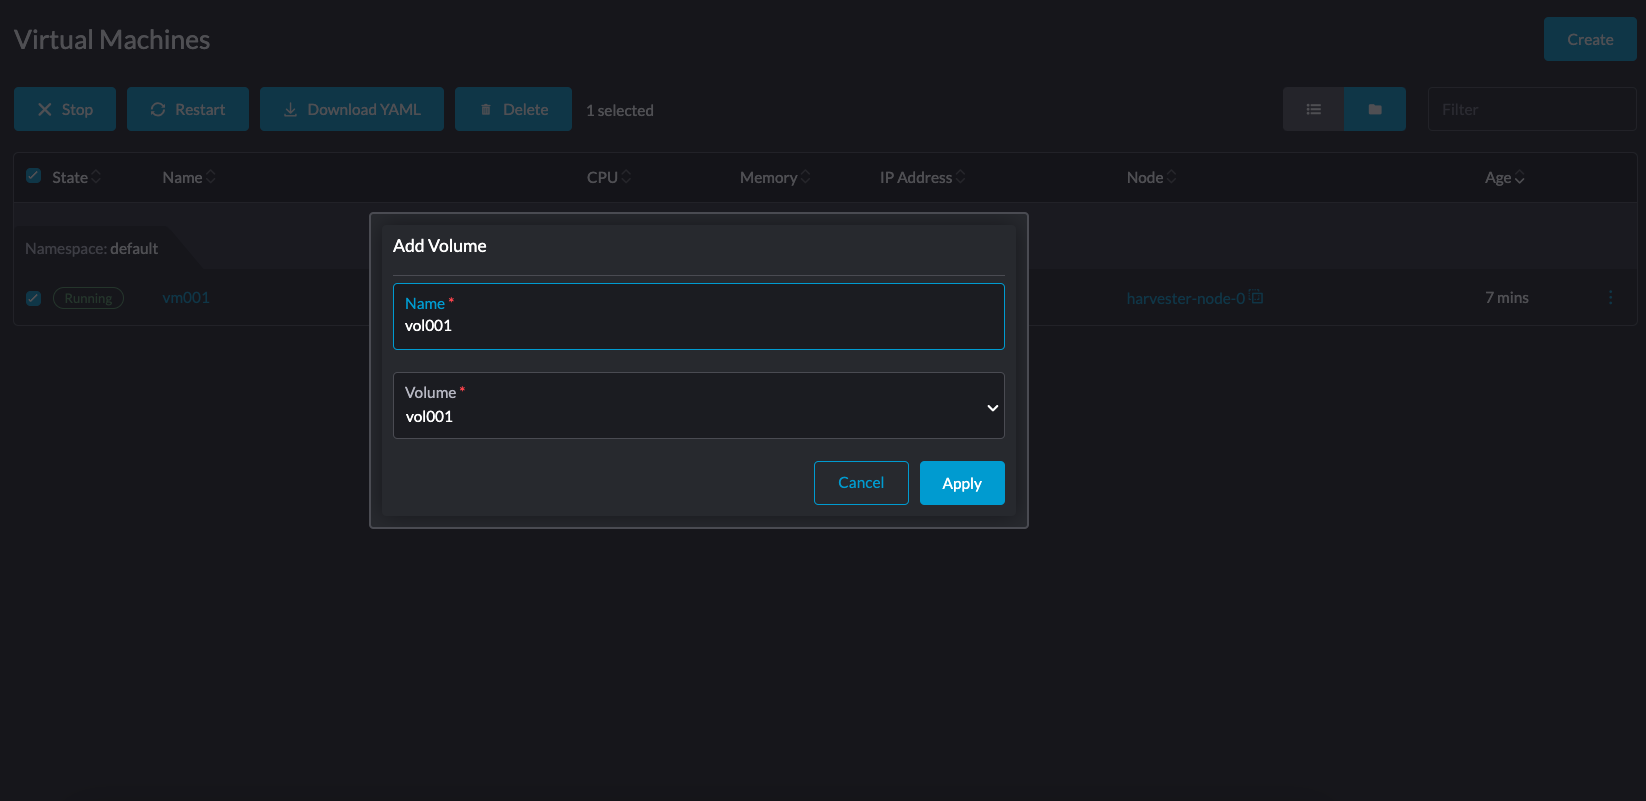 Virtual Machines
Create
Stop
Restart
Download YAML
Delete
1 selected
Filter
State
Name
CPU
Memory
IP Address
Node
Age
Namespace: default
Running
vm001
harvester-node-0
7 mins
Add Volume
Name *
vol001
Volume *
vol001
Cancel
Apply